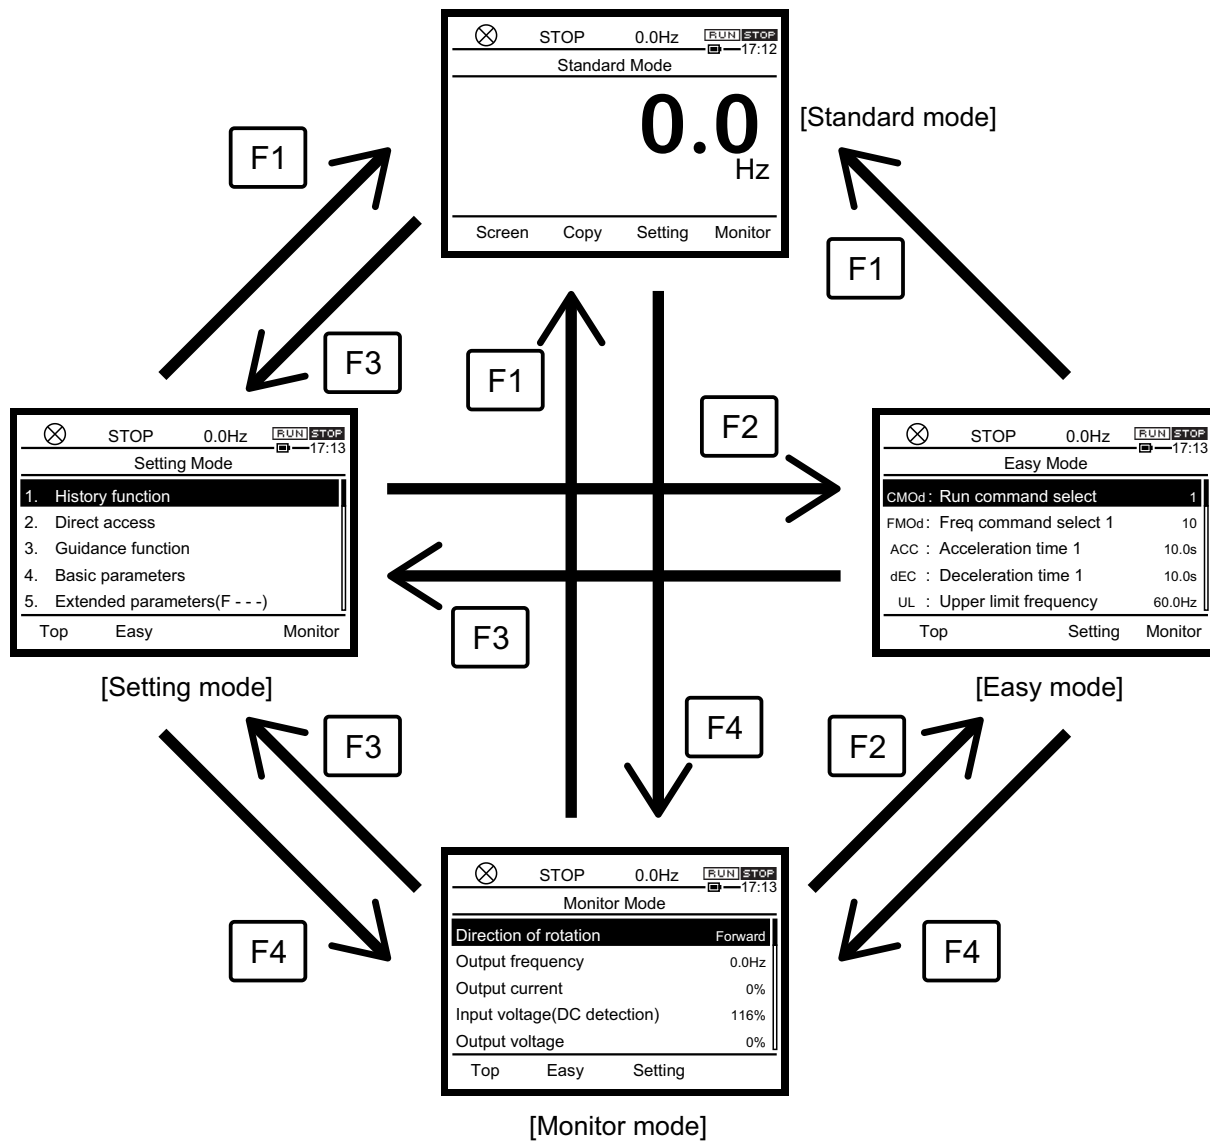 STOP 0.0Hz RUN STOP
17:12
Standard Mode
0.0
Hz
Screen Copy Setting Monitor
[Standard mode]
F1
F3
F1
F1
F2
STOP 0.0Hz RUN STOP
17:13
Setting Mode
1. History function
2. Direct access
3. Guidance function
4. Basic parameters
5. Extended parameters(F - - -)
Top Easy Monitor
[Setting mode]
STOP 0.0Hz RUN STOP
17:13
Easy Mode
CMOd : Run command select 1
FMOd : Freq command select 1 10
ACC : Acceleration time 1 10.0s
dEC : Deceleration time 1 10.0s
UL : Upper limit frequency 60.0Hz
Top Setting Monitor
[Easy mode]
F3
F3
F4
F2
F4
F4
STOP 0.0Hz RUN STOP
17:13
Monitor Mode
Direction of rotation Forward
Output frequency 0.0Hz
Output current 0%
Input voltage(DC detection) 116%
Output voltage 0%
Top Easy Setting
[Monitor mode]